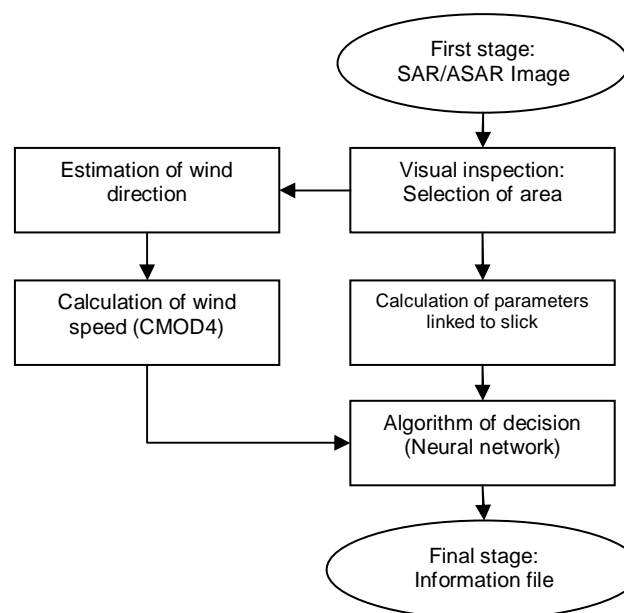 First stage:
SAR/ASAR Image
Estimation of wind
direction
Visual inspection:
Selection of area
Calculation of wind
speed (CMOD4)
Calculation of parameters
linked to slick
Algorithm of decision
(Neural network)
Final stage:
Information file